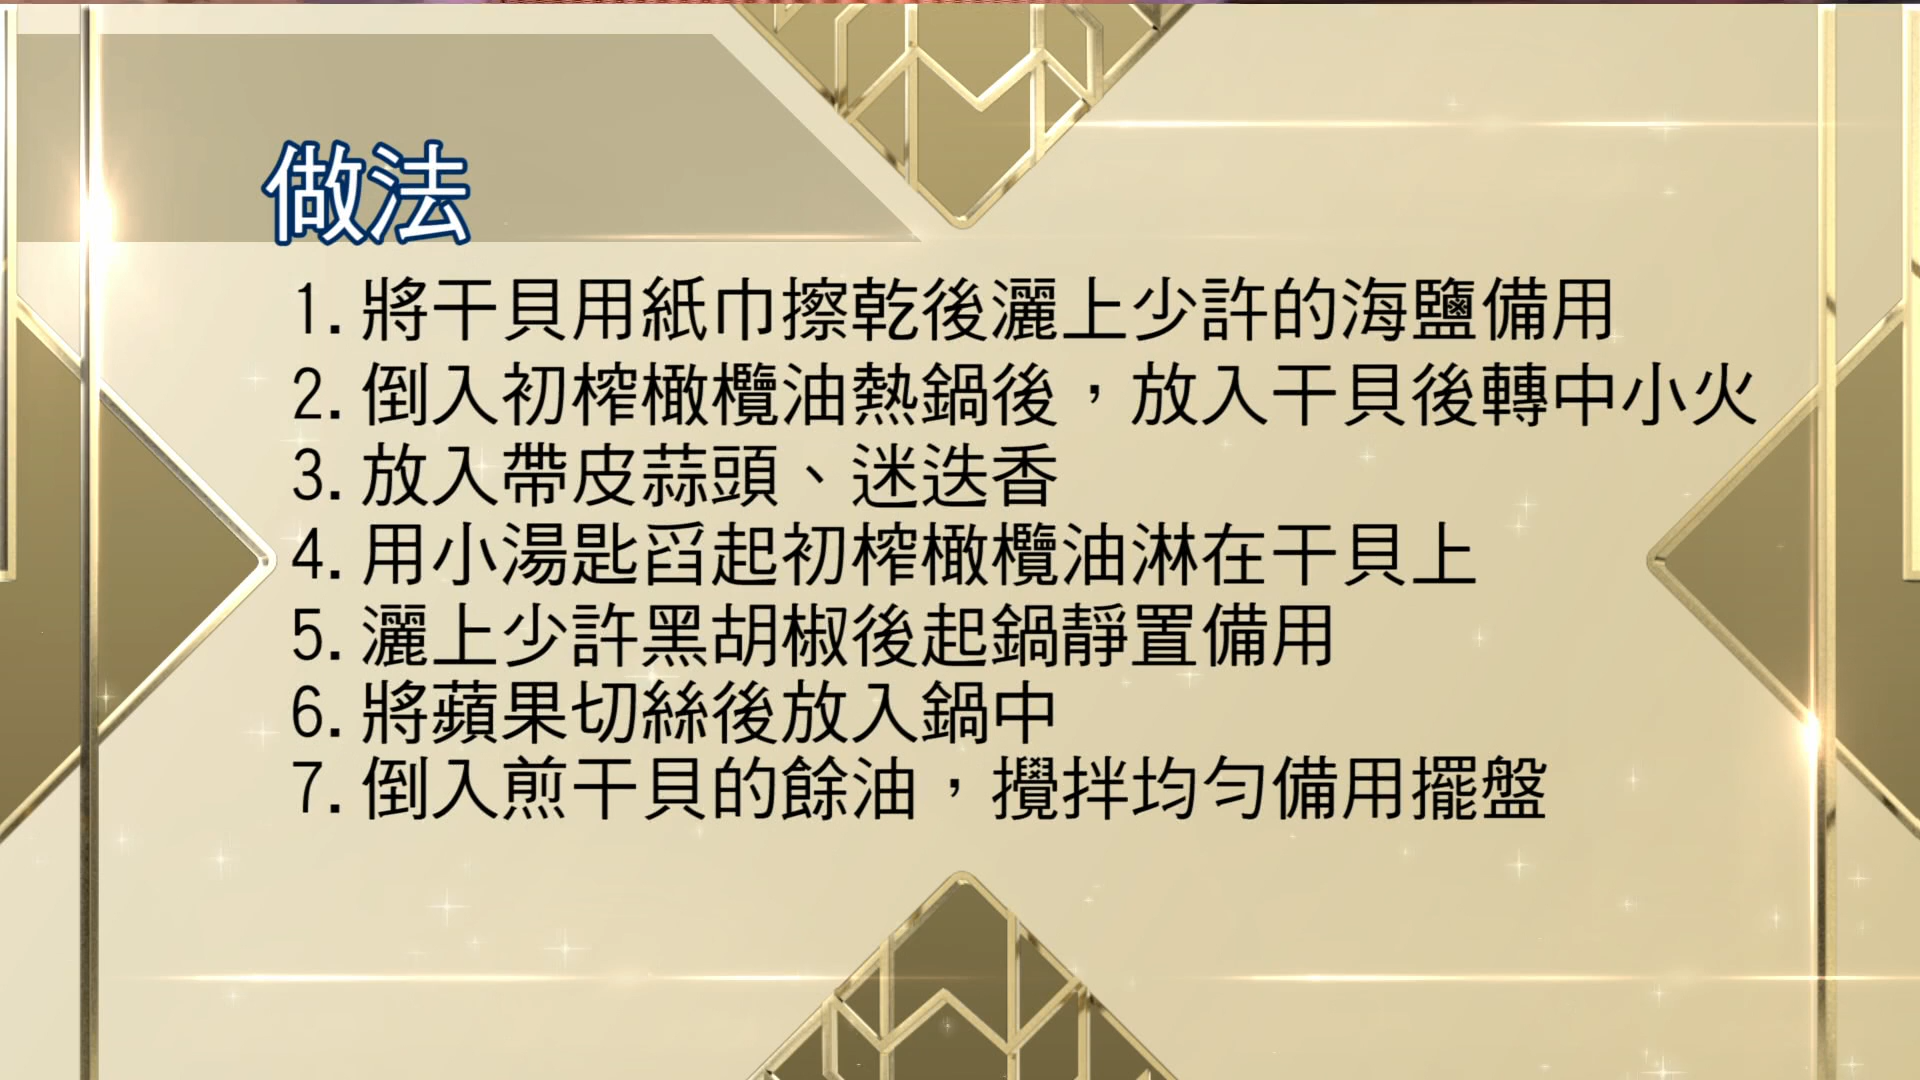 做法
1.將干貝用紙巾擦乾後灑上少許的海鹽備用
2.倒入初榨橄欖油熱鍋後，放入干貝後轉中小火
3.放入帶皮蒜頭、迷迭香
4.用小湯匙舀起初榨橄欖油淋在干貝上
5.灑上少許黑胡椒後起鍋靜置備用
6.將蘋果切絲後放入鍋中
7.倒入煎干貝的餘油，攪拌均勻備用擺盤